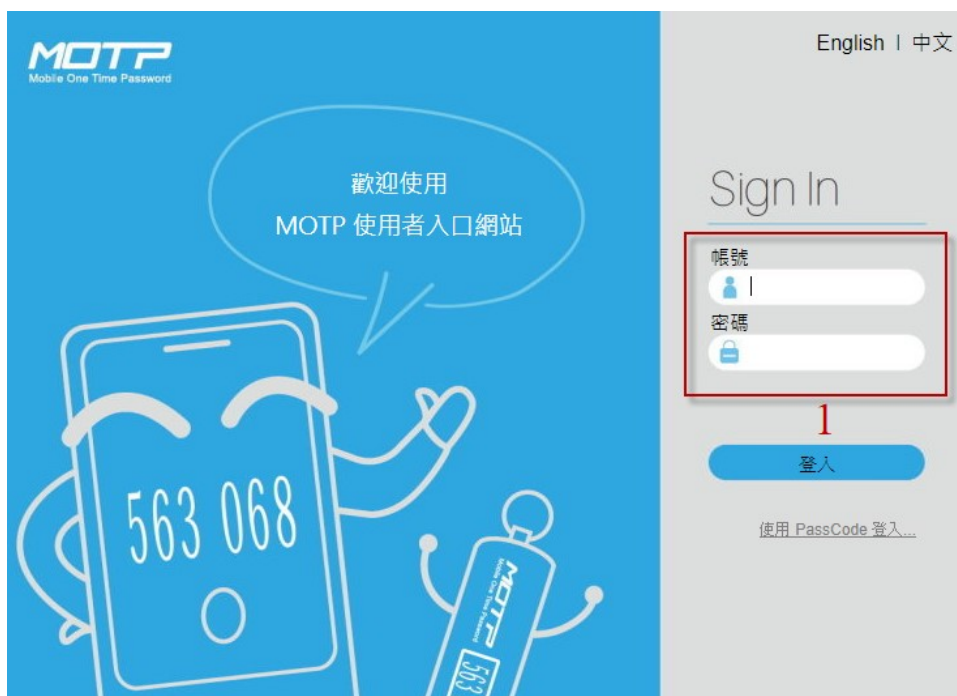 MOTP
Mobile One Time Password
English | 中文
歡迎使用
MOTP 使用者入口網站
Sign In
帳號
密碼
1
登入
使用 PassCode 登入...
563 068
MOTP
Mobile One Time Password
563